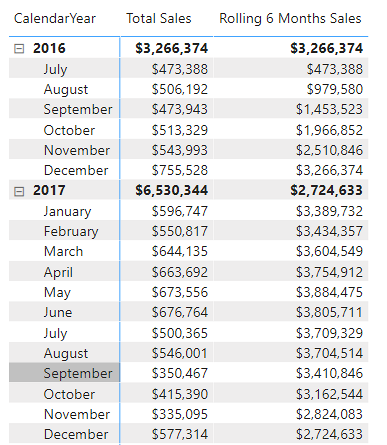 CalendarYear Total Sales Rolling 6 Months Sales
2016 $3,266,374 $3,266,374
July $473,388 $473,388
August $506,192 $979,580
September $473,943 $1,453,523
October $513,329 $1,966,852
November $543,993 $2,510,846
December $755,528 $3,266,374
2017 $6,530,344 $2,724,633
January $596,747 $3,389,732
February $550,817 $3,434,357
March $644,135 $3,604,549
April $663,692 $3,754,912
May $673,556 $3,884,475
June $676,764 $3,805,711
July $500,365 $3,709,329
August $546,001 $3,704,514
September $350,467 $3,410,846
October $415,390 $3,162,544
November $335,095 $2,824,083
December $577,314 $2,724,633